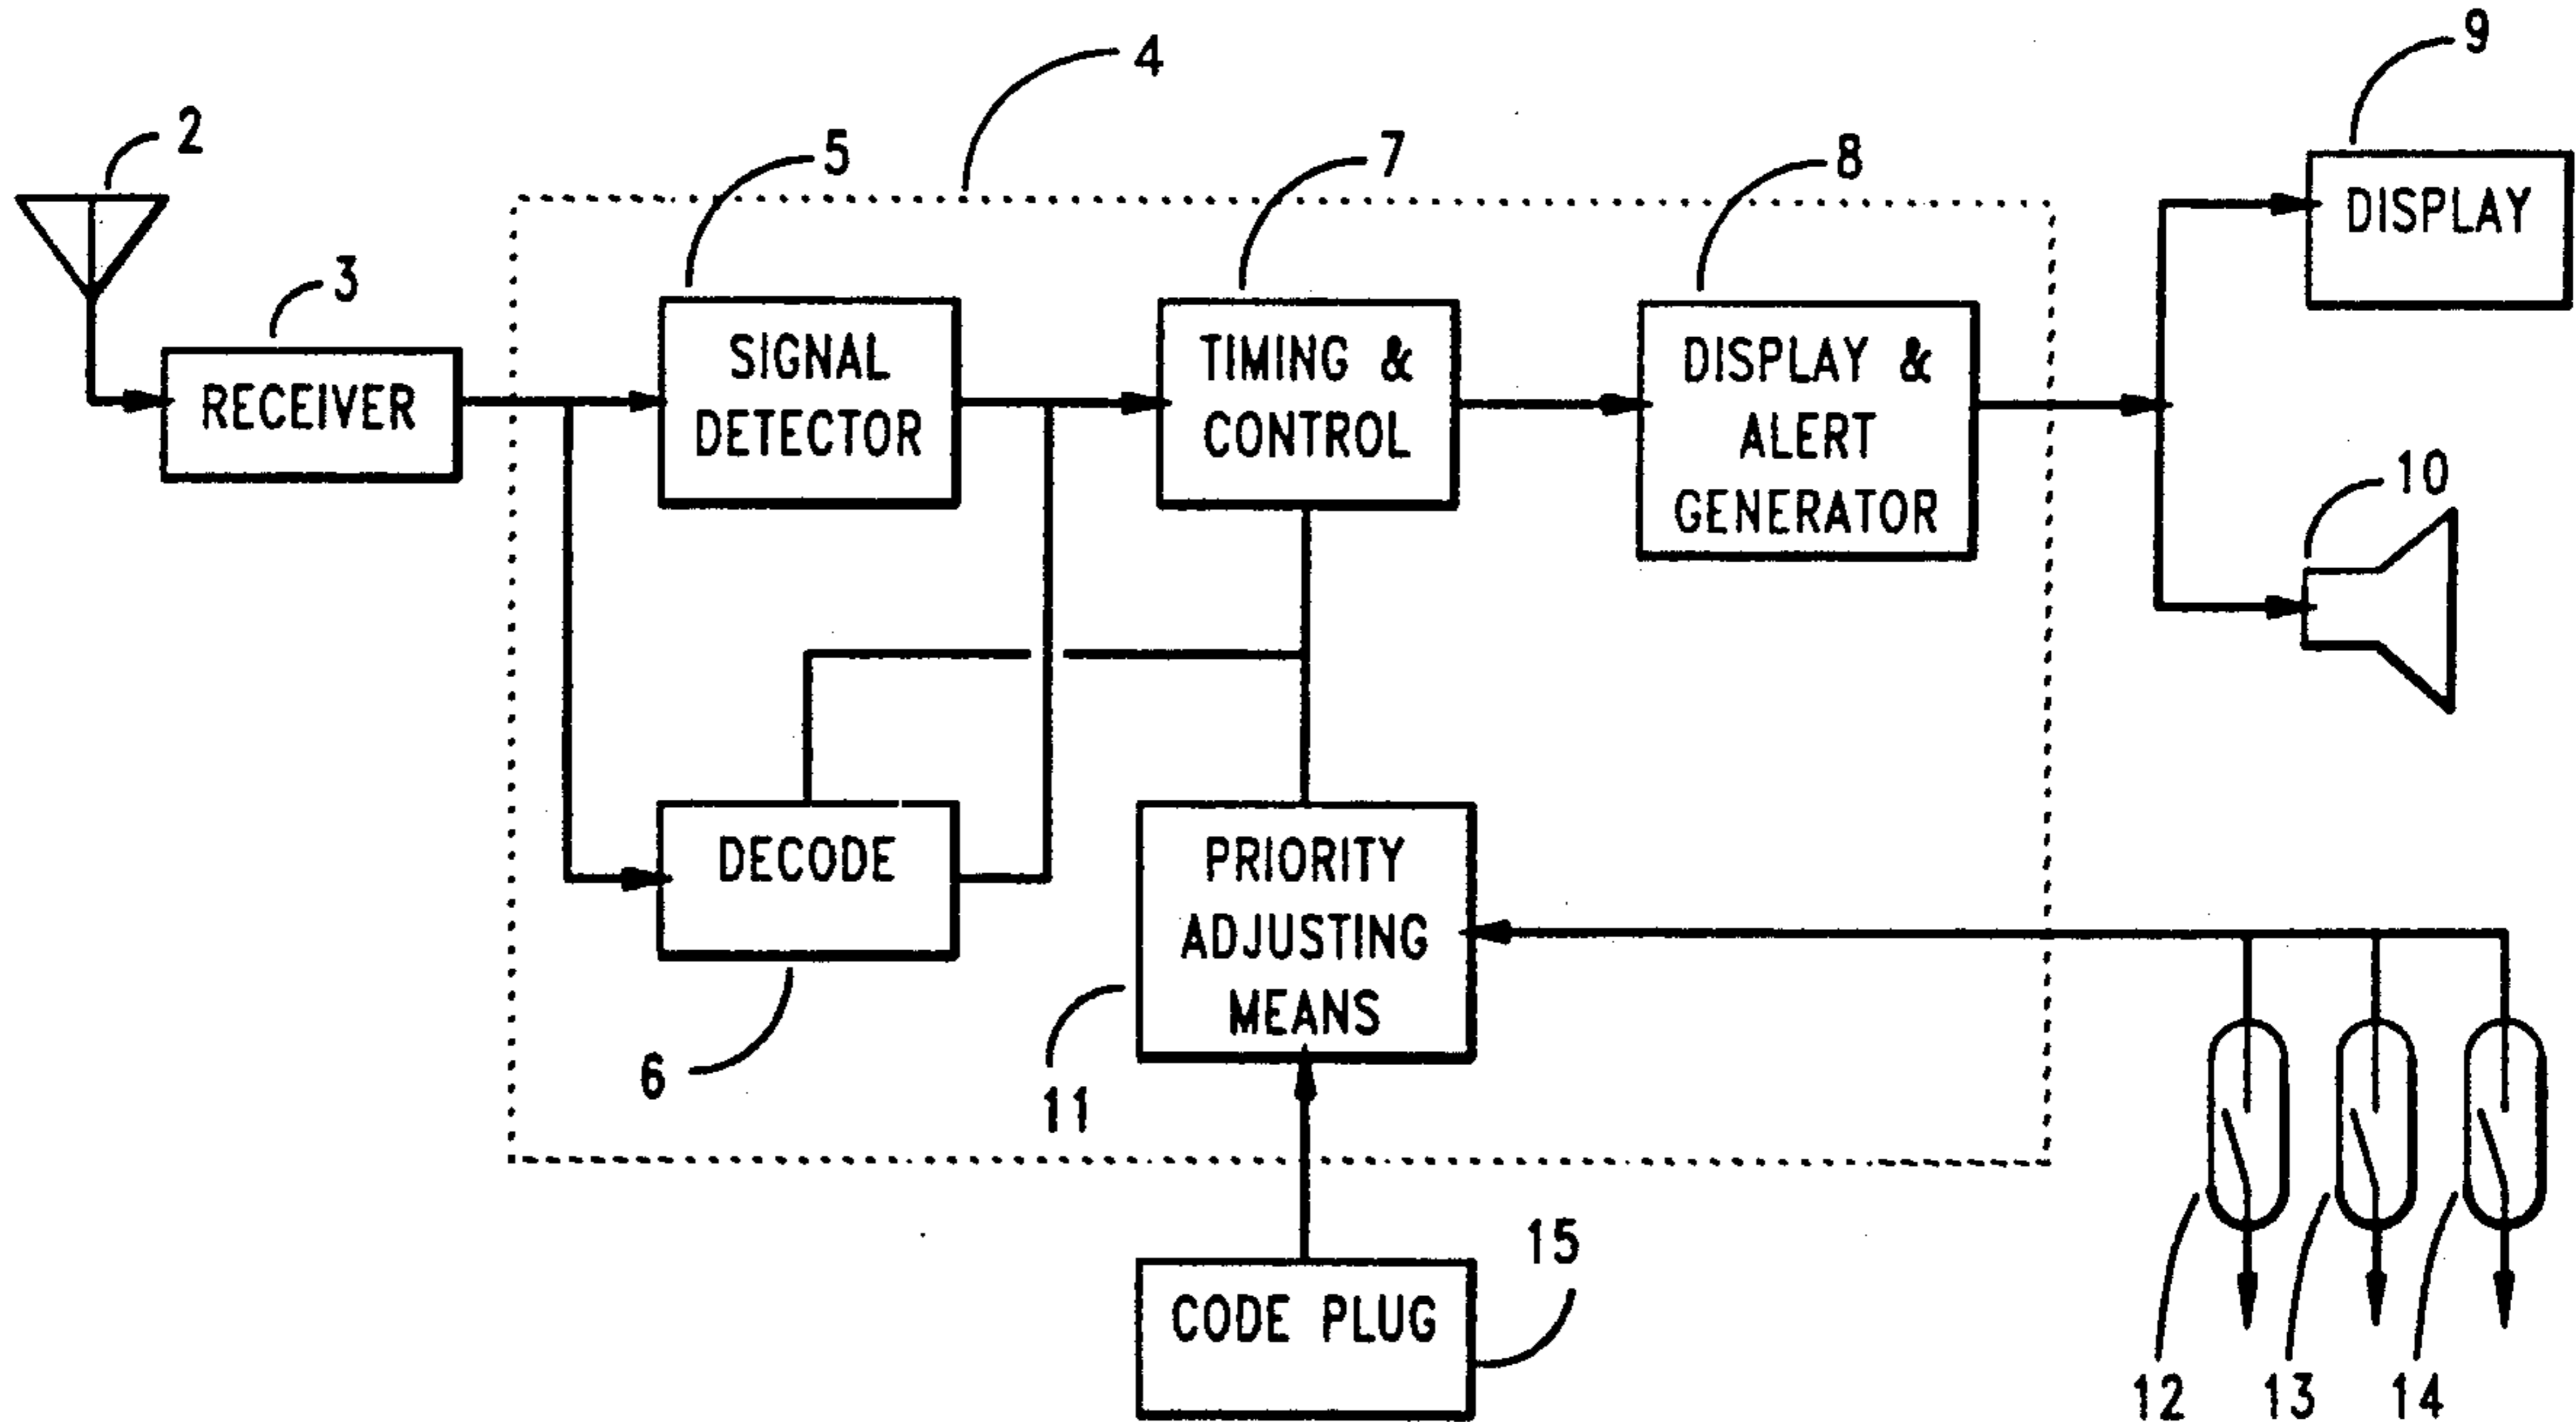 4
9
2
5
7
8
DISPLAY
3
SIGNAL
DETECTOR
TIMING &
CONTROL
DISPLAY &
ALERT
GENERATOR
RECEIVER
10
DECODE
PRIORITY
ADJUSTING
MEANS
6
11
15
CODE PLUG
12
13
14